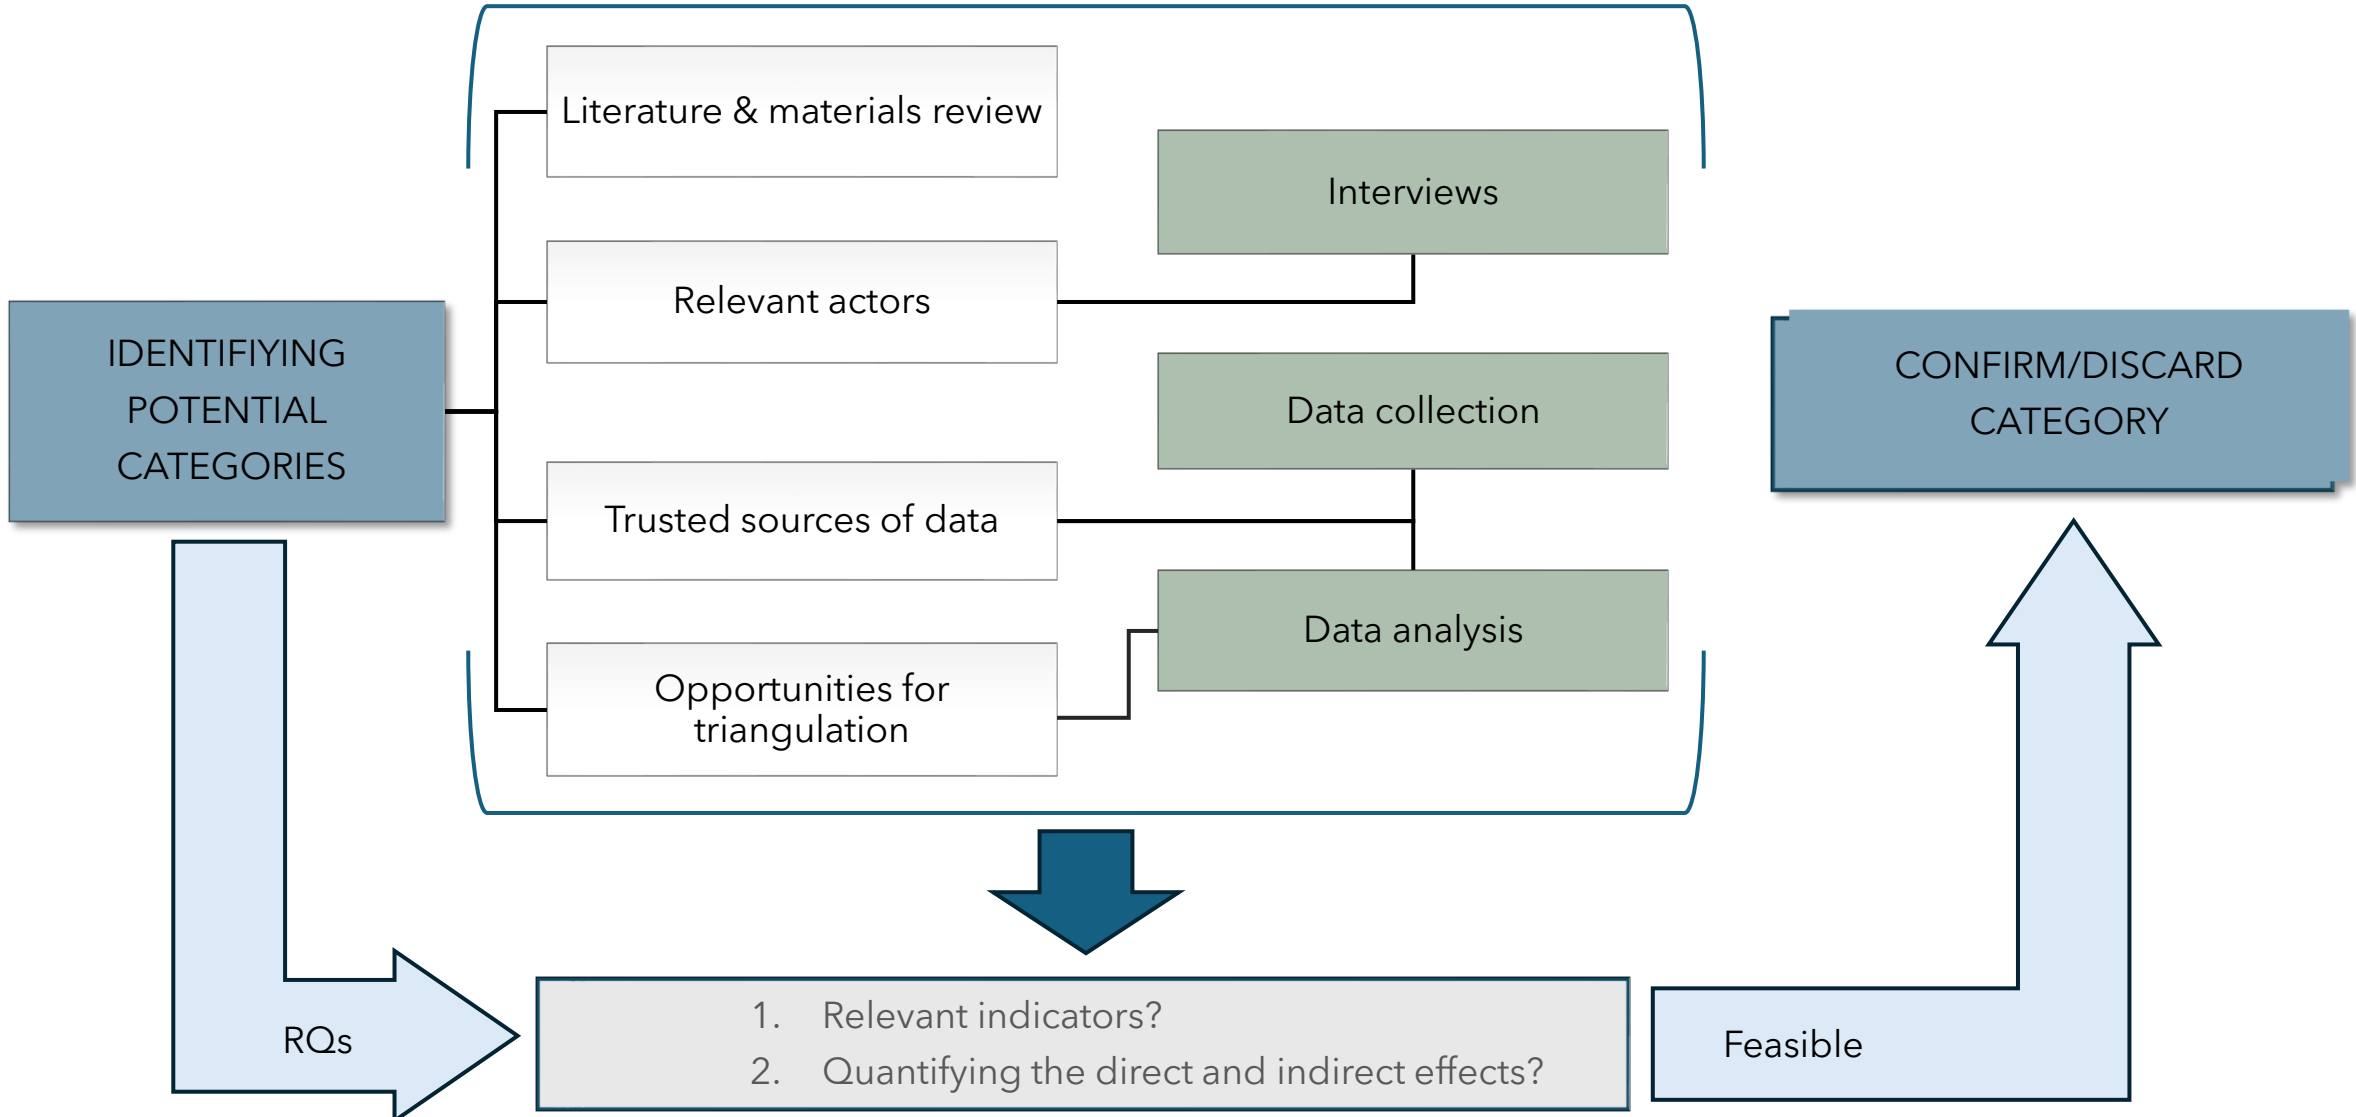 Literature & materials review
Interviews
Relevant actors
IDENTIFIYING
POTENTIAL
CATEGORIES
CONFIRM/DISCARD
CATEGORY
Data collection
Trusted sources of data
Data analysis
Opportunities for
triangulation
RQs
1. Relevant indicators?
2. Quantifying the direct and indirect effects?
Feasible